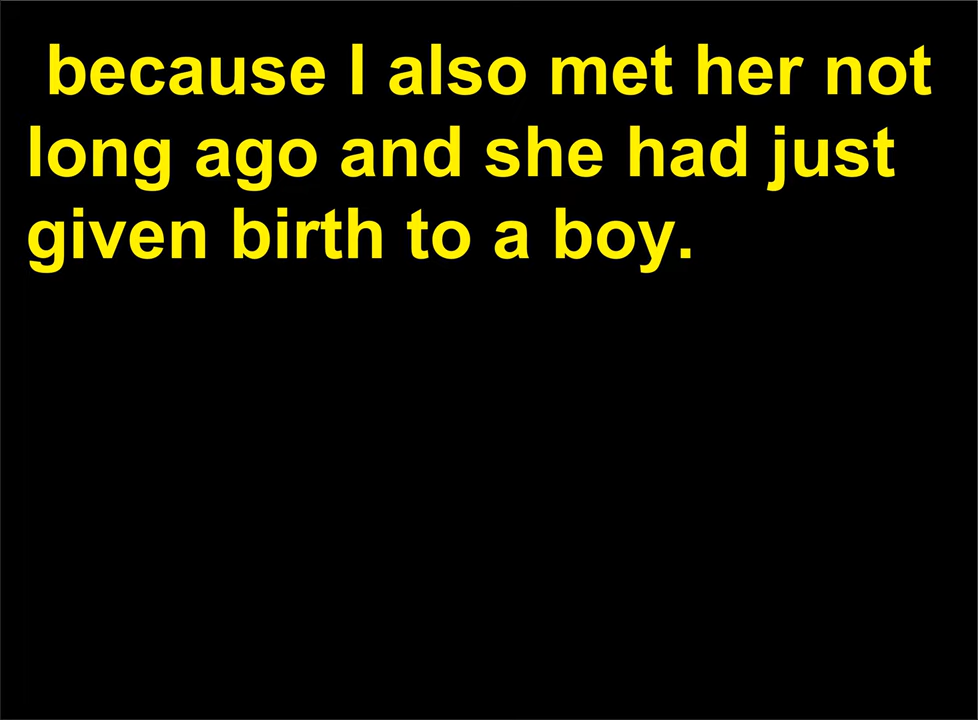 because I also met her not
long ago and she had just
given birth to a boy.